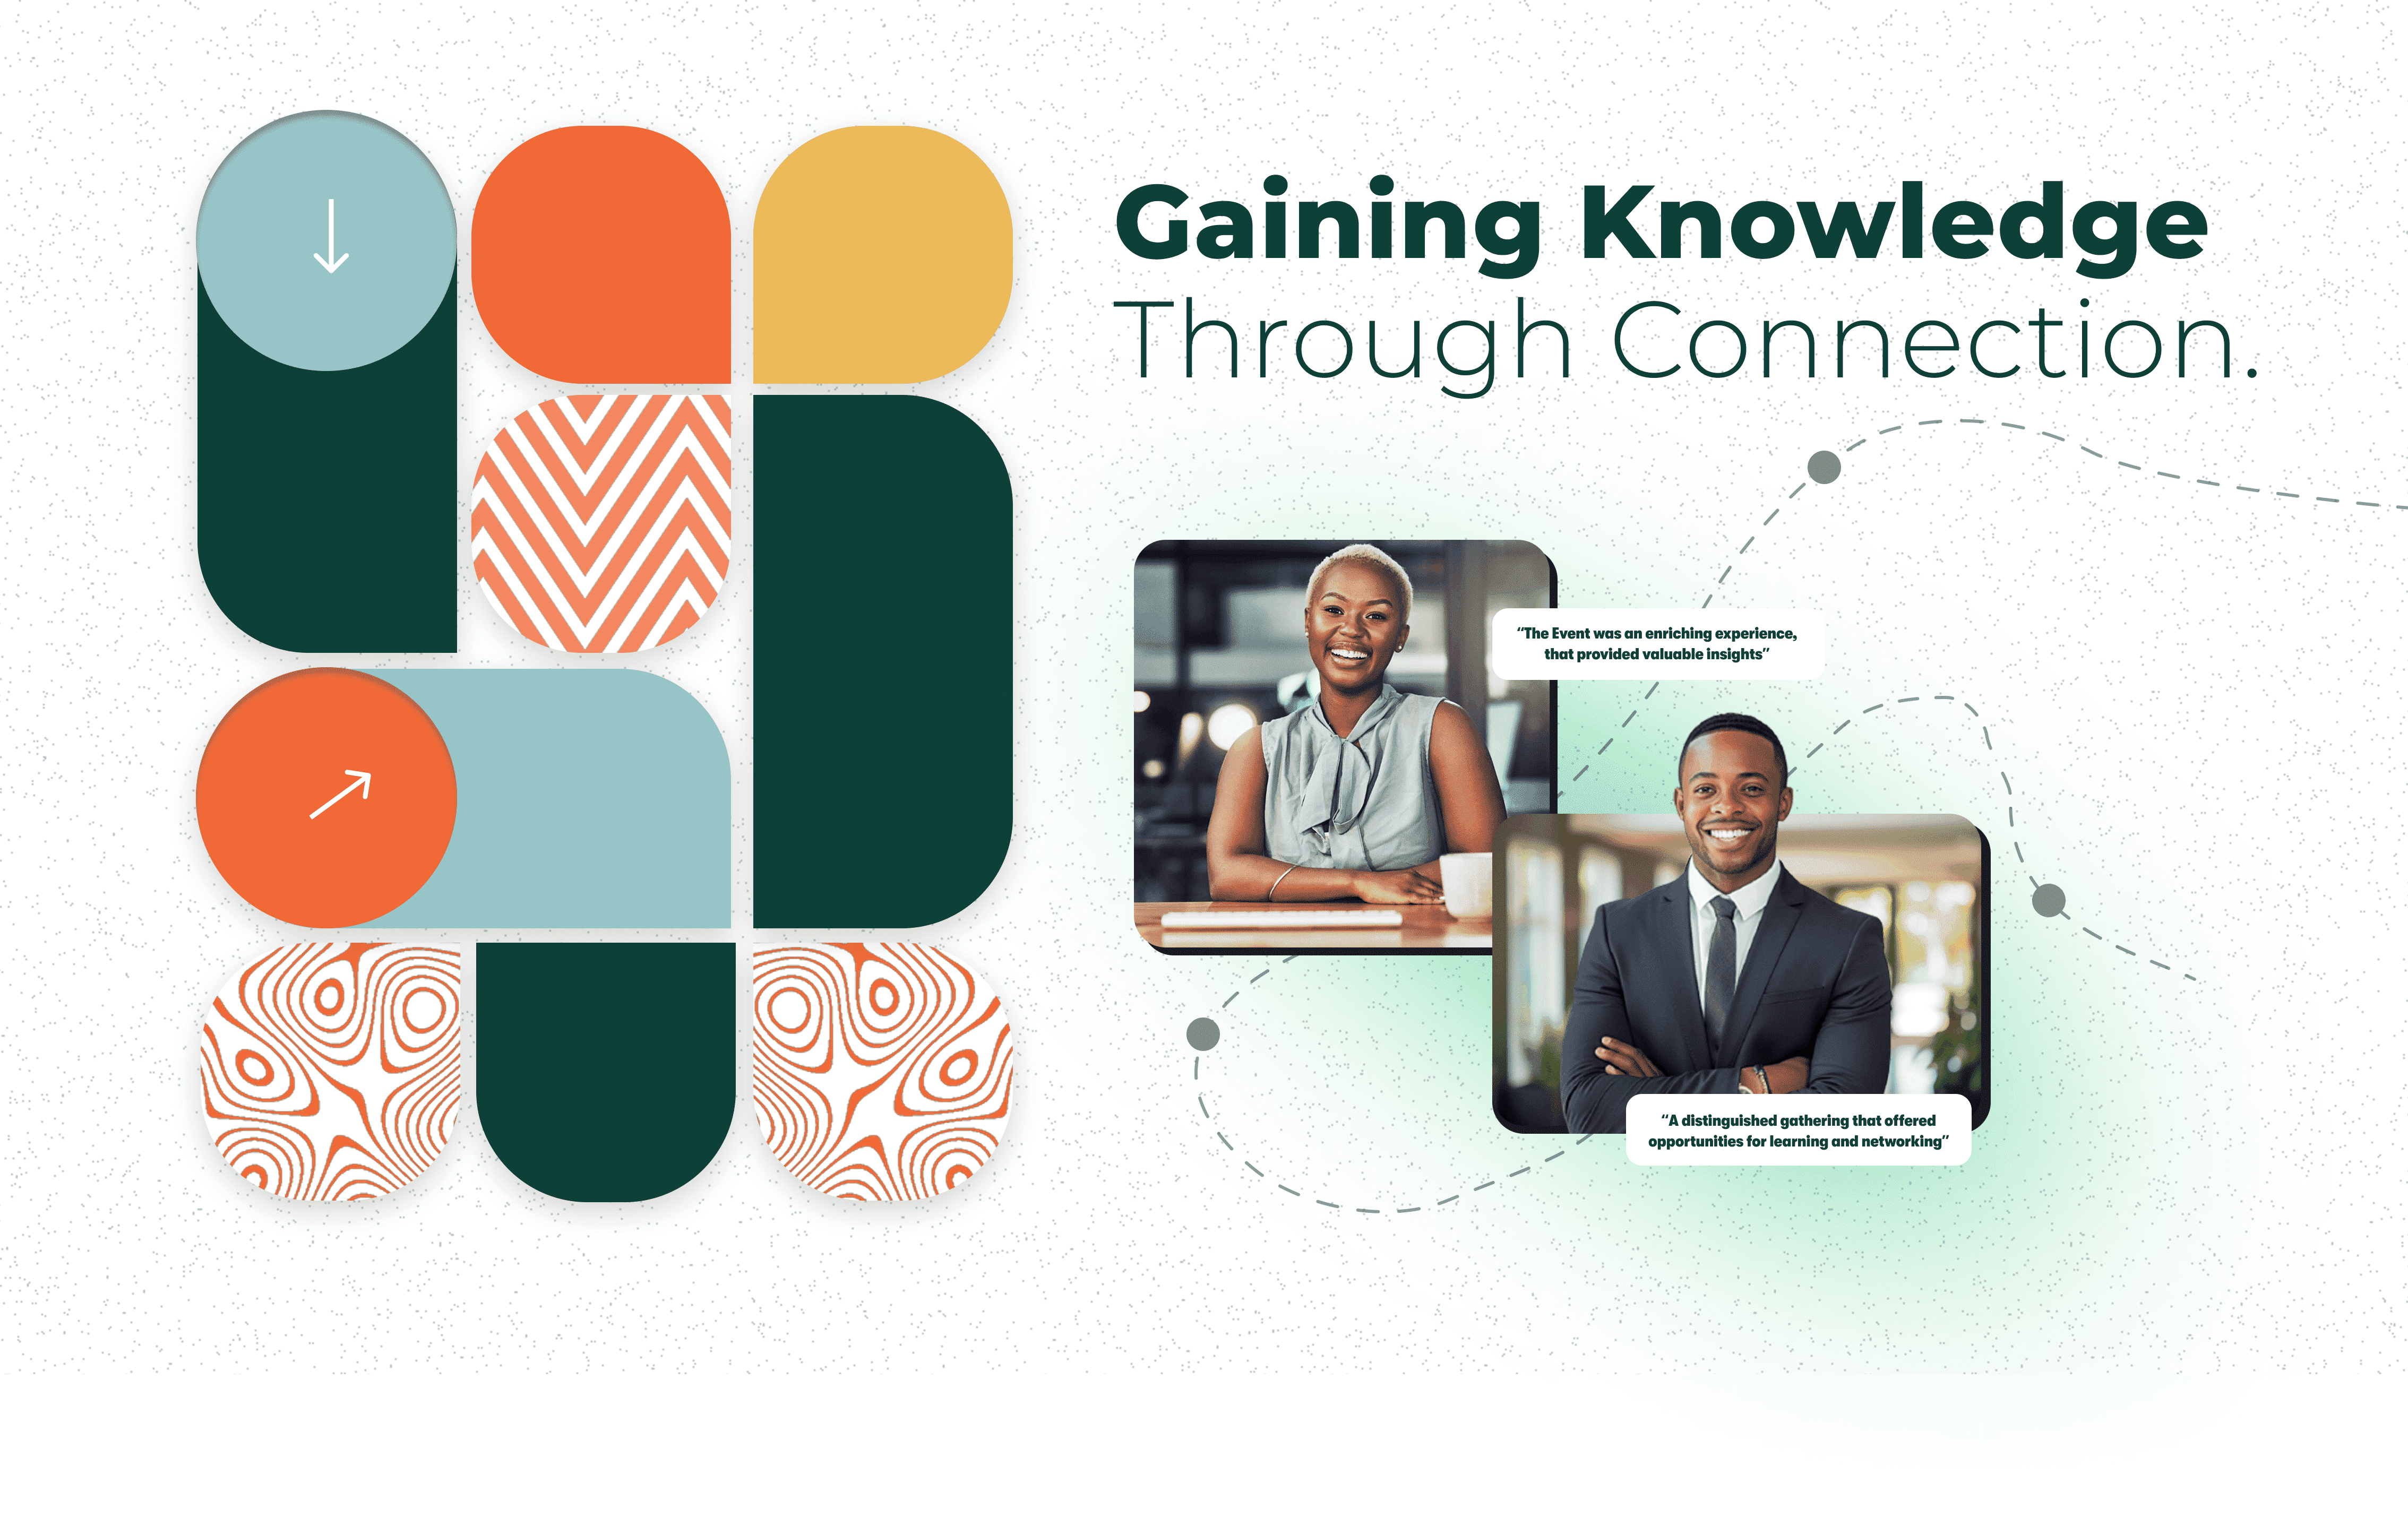 Gaining Knowledge
Through Connection.
“The Event was an enriching experience,
that provided valuable insights”
“A distinguished gathering that offered
opportunities for learning and networking”